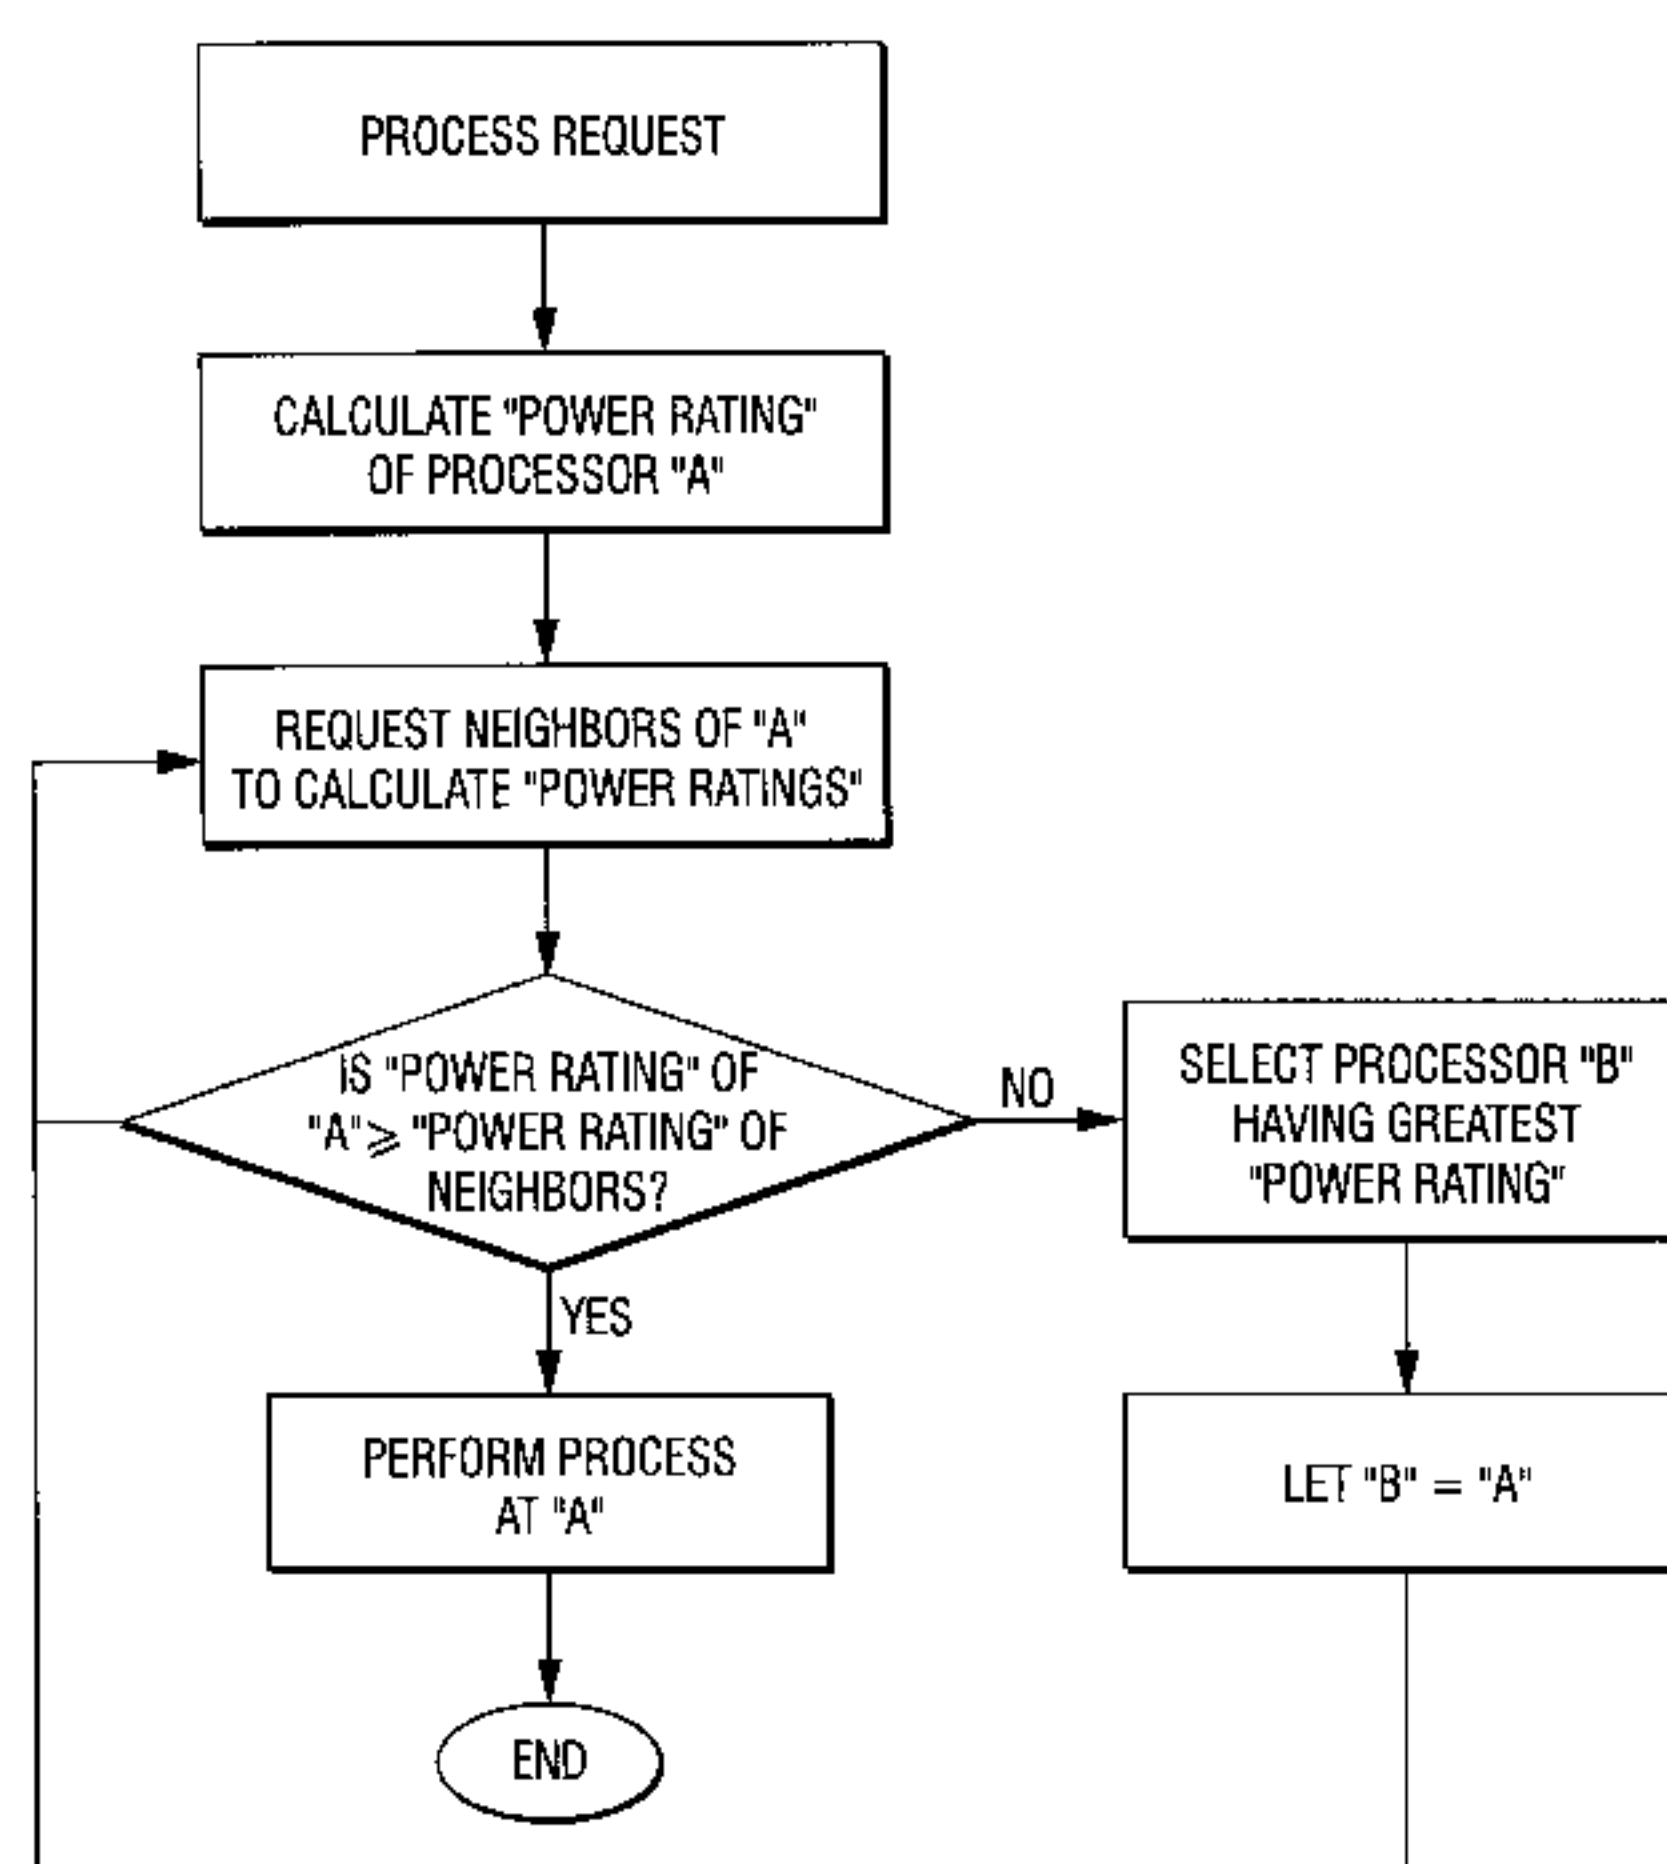 PROCESS REQUEST
CALCULATE "POWER RATING"
OF PROCESSOR "A"
REQUEST NEIGHBORS OF "A"
TO CALCULATE "POWER RATINGS"
IS "POWER RATING" OF
"A" ⩾ "POWER RATING" OF
NEIGHBORS?
NO
SELECT PROCESSOR "B"
HAVING GREATEST
"POWER RATING"
YES
PERFORM PROCESS
AT "A"
LET "B" = "A"
END